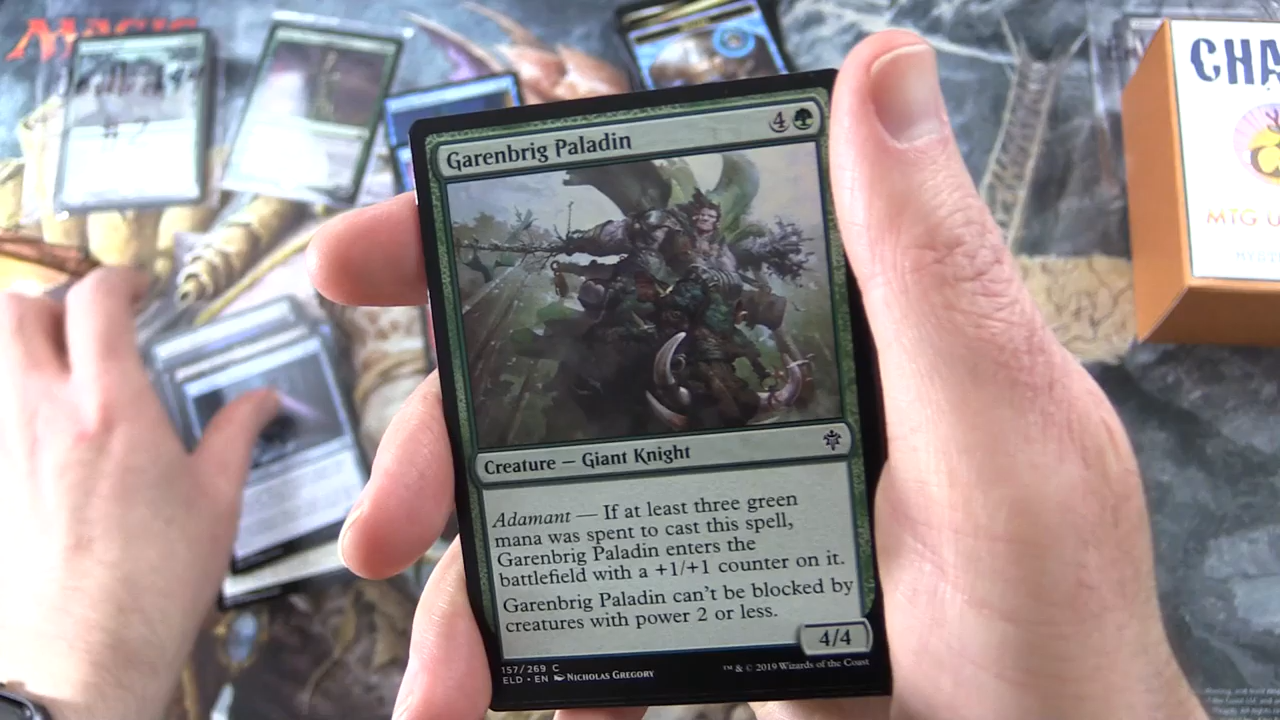 MAGIC
CHA
MTG U
Garenbrig Paladin
4
Creature — Giant Knight
Adamant — If at least three green
mana was spent to cast this spell,
Garenbrig Paladin enters the
battlefield with a +1/+1 counter on it.
Garenbrig Paladin can't be blocked by
creatures with power 2 or less.
4/4
157/269 C
ELD • EN Nicholas Gregory
™ & © 2019 Wizards of the Coast